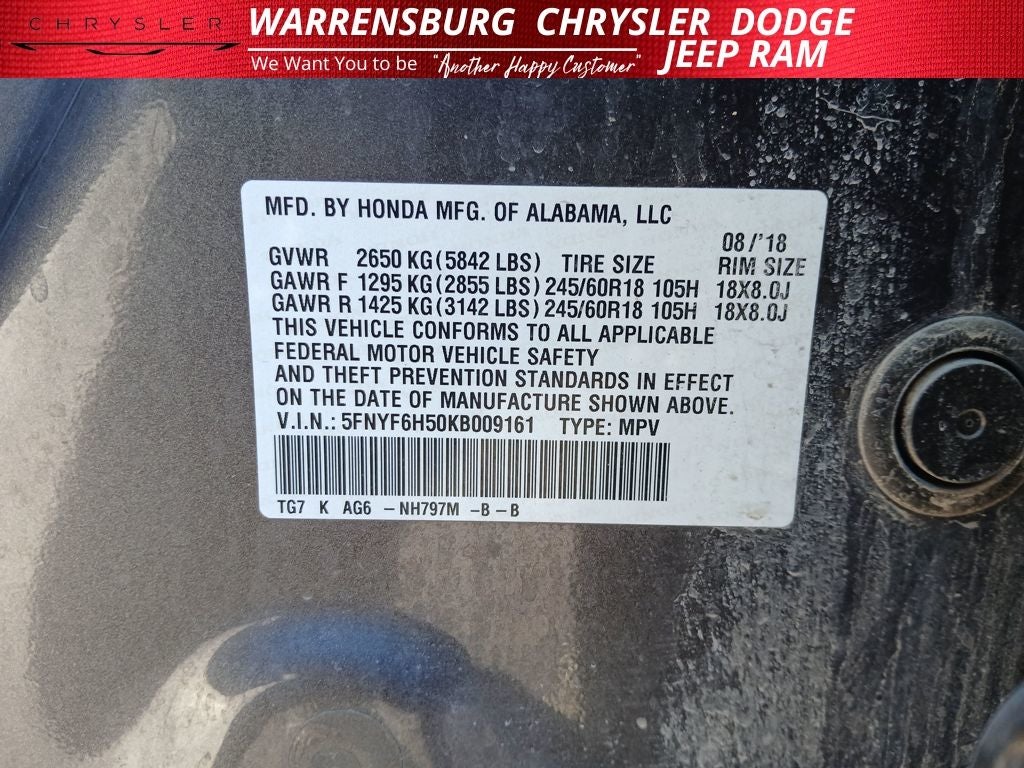 CHRYSLER
WARRENSBURG CHRYSLER DODGE
JEEP RAM
We Want You to be "Another Happy Customer"
MFD. BY HONDA MFG. OF ALABAMA, LLC
08/'18
GVWR 2650 KG(5842 LBS) TIRE SIZE RIM SIZE
GAWR F 1295 KG(2855 LBS) 245/60R18 105H 18X8.0J
GAWR R 1425 KG(3142 LBS) 245/60R18 105H 18X8.0J
THIS VEHICLE CONFORMS TO ALL APPLICABLE
FEDERAL MOTOR VEHICLE SAFETY
AND THEFT PREVENTION STANDARDS IN EFFECT
ON THE DATE OF MANUFACTURE SHOWN ABOVE.
V.I.N.: 5FNYF6H50KB009161 TYPE: MPV
TG7 K AG6 -NH797M -B-B